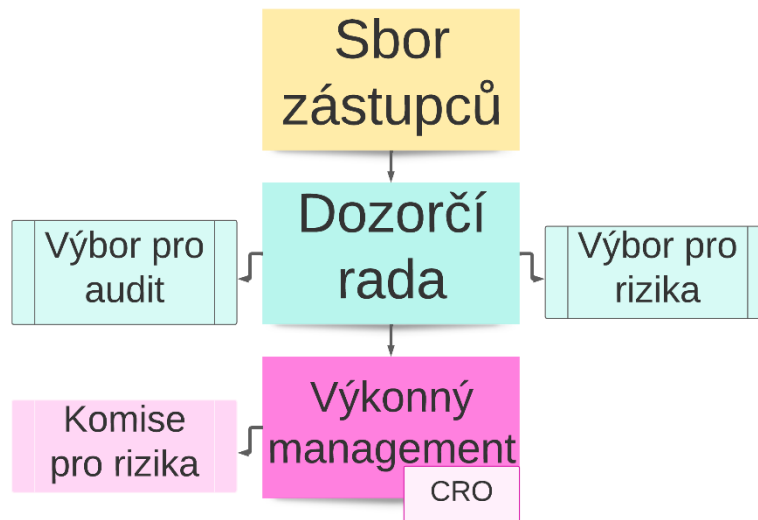 Sbor
zástupců
Dozorčí
rada
Výbor pro
audit
Výbor pro
rizika
Výkonný
management
Komise
pro rizika
CRO